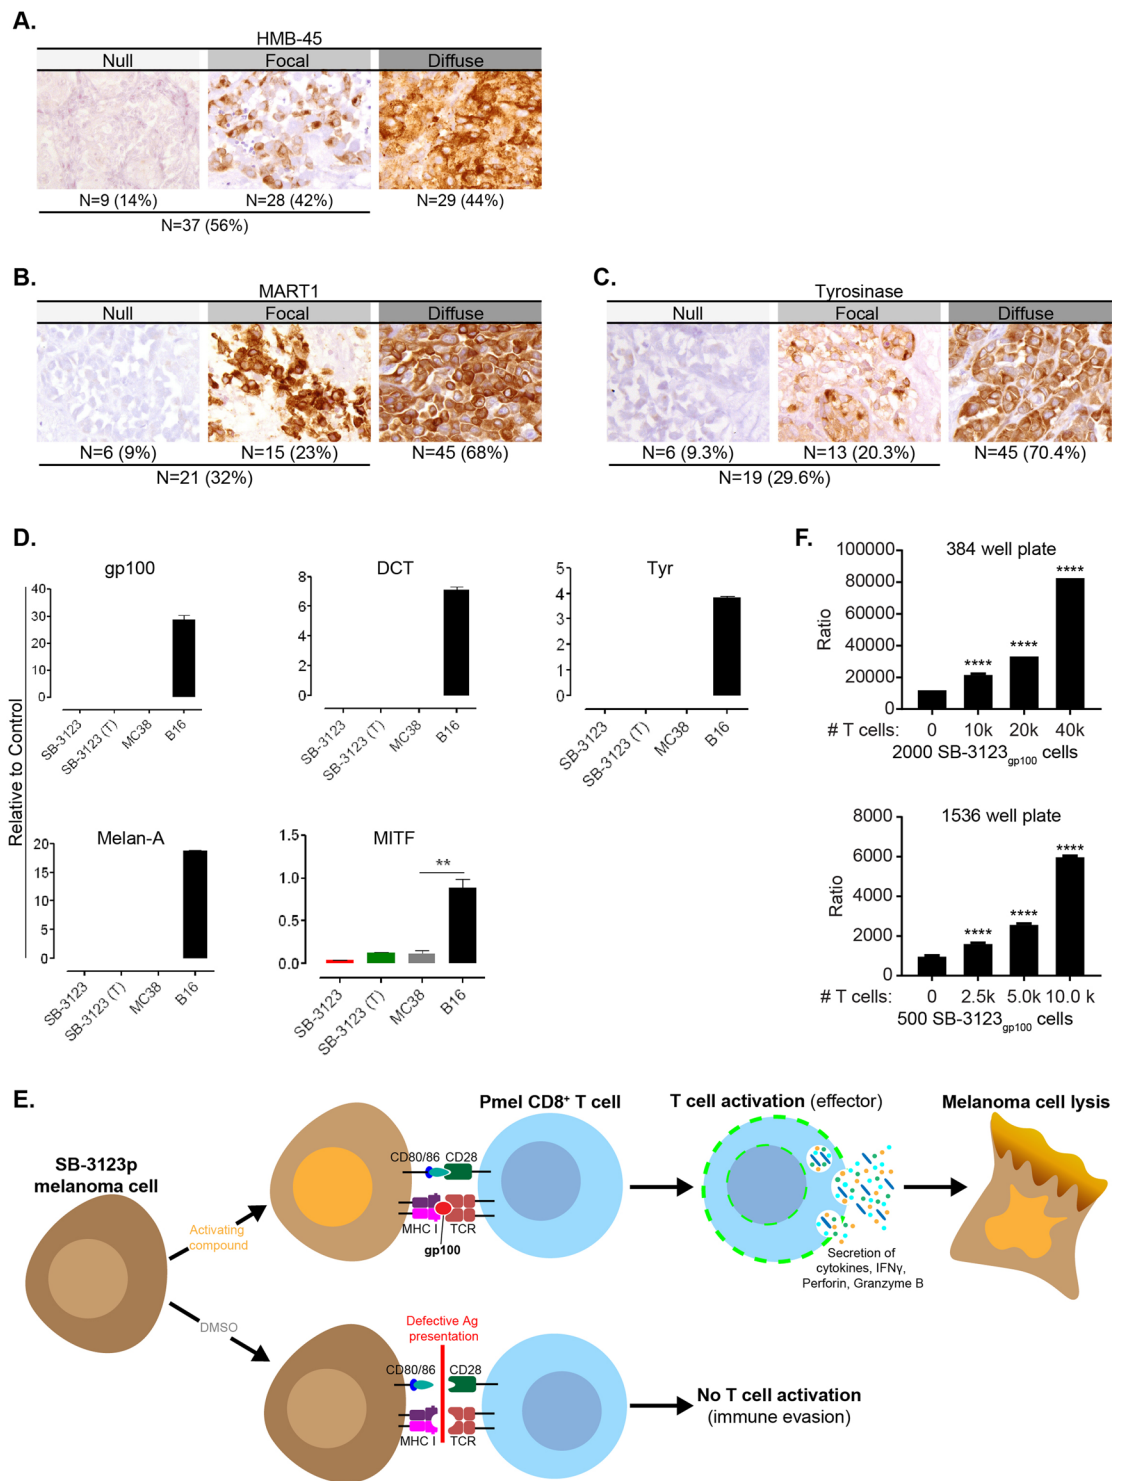 A.
HMB-45
Null Focal Diffuse
N=9 (14%) N=28 (42%) N=29 (44%)
N=37 (56%)
B.
MART1
Null Focal Diffuse
N=6 (9%) N=15 (23%) N=45 (68%)
N=21 (32%)
C.
Tyrosinase
Null Focal Diffuse
N=6 (9.3%) N=13 (20.3%) N=45 (70.4%)
N=19 (29.6%)
D.
Relative to Control
gp100
40
30
20
10
0
SB-3123 SB-3123 (T) MC38 B16
DCT
8
6
4
2
0
SB-3123 SB-3123 (T) MC38 B16
Tyr
5
4
3
2
1
0
SB-3123 SB-3123 (T) MC38 B16
Melan-A
20
15
10
5
0
SB-3123 SB-3123 (T) MC38 B16
MITF
1.5
1.0
0.5
0.0
**
SB-3123 SB-3123 (T) MC38 B16
F.
384 well plate
Ratio
100000
80000
60000
40000
20000
0
**** **** ****
# T cells: 0 10k 20k 40k
2000 SB-3123gp100 cells
1536 well plate
Ratio
8000
6000
4000
2000
0
**** **** ****
# T cells: 0 2.5k 5.0k 10.0 k
500 SB-3123gp100 cells
E.
SB-3123p
melanoma cell
Activating
compound
DMSO
Pmel CD8+ T cell
CD80/86 CD28
MHC I TCR
gp100
T cell activation (effector)
Secretion of
cytokines, IFNγ,
Perforin, Granzyme B
Melanoma cell lysis
Defective Ag
presentation
CD80/86 CD28
MHC I TCR
No T cell activation
(immune evasion)